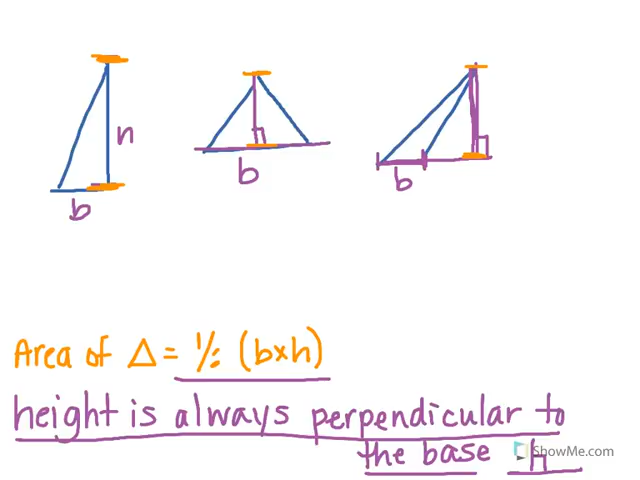 n
b
b
b
Area of Δ = 1/2 (b×h)
height is always perpendicular to
the base
ShowMe.com